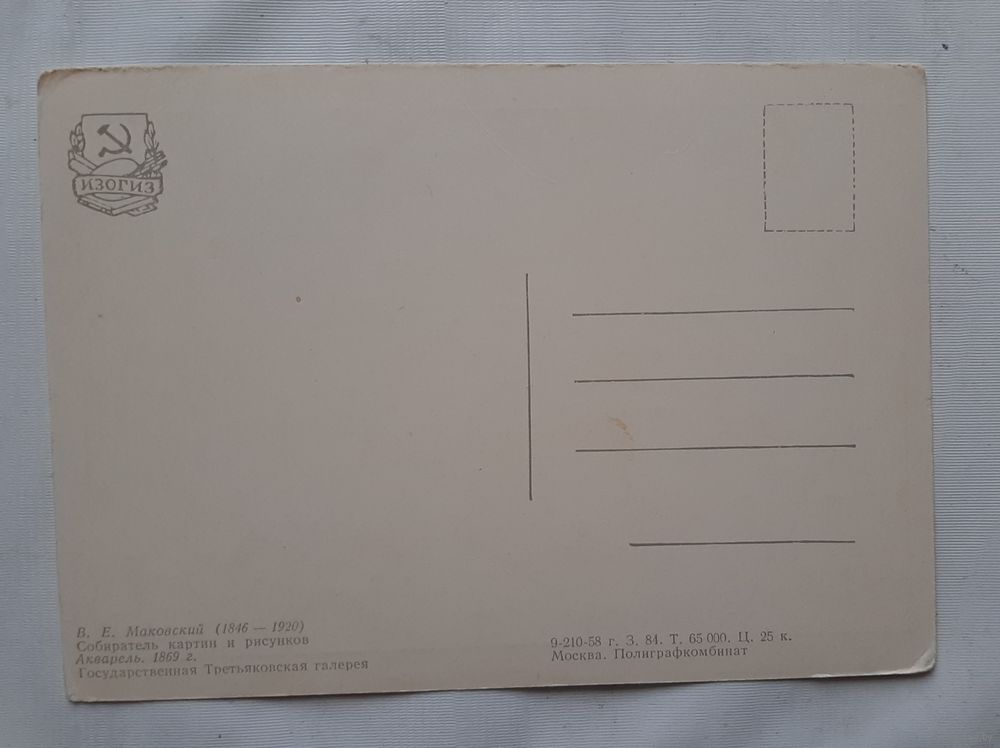 ИЗОГИЗ
В. Е. Маковский (1846 — 1920)
Собиратель картин и рисунков
Акварель. 1869 г.
Государственная Третьяковская галерея
9-210-58 г. З. 84. Т. 65 000. Ц. 25 к.
Москва. Полиграфкомбинат